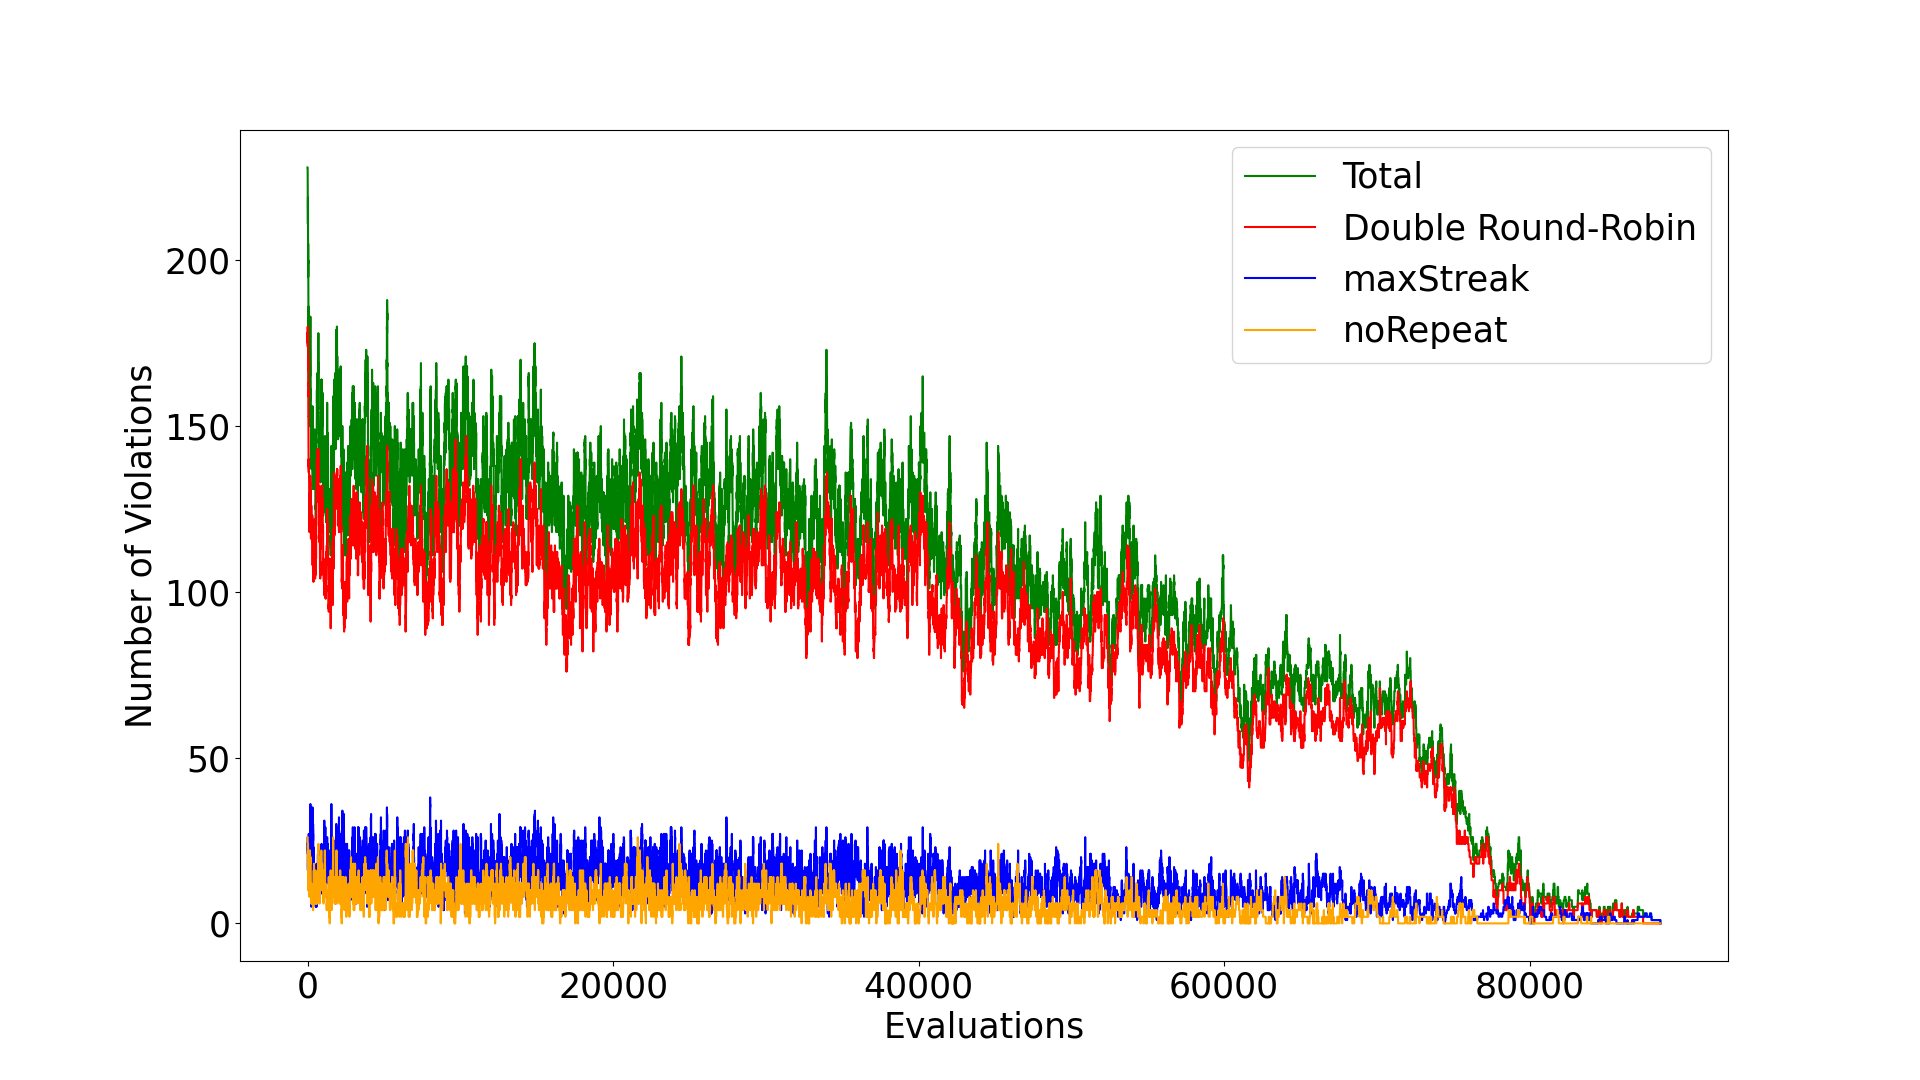 Total
Double Round-Robin
maxStreak
noRepeat
200
150
100
50
0
Number of Violations
0 20000 40000 60000 80000
Evaluations